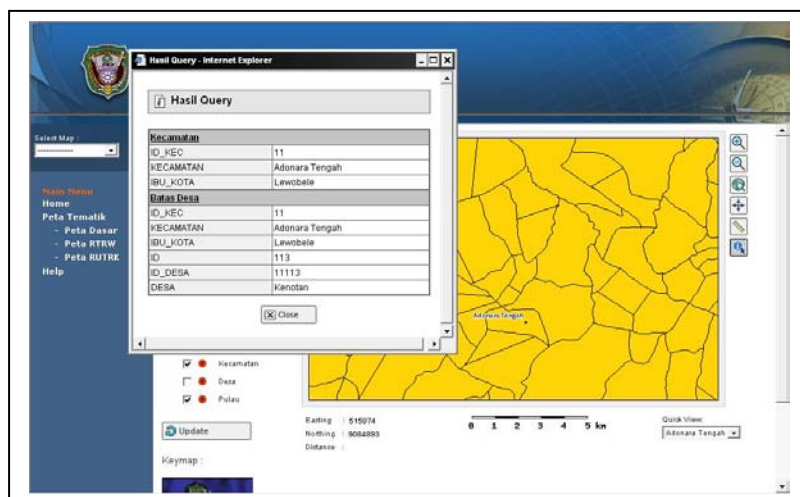 Hasil Query - Internet Explorer
Hasil Query
Kecamatan
ID_KEC 11
KECAMATAN Adonara Tengah
IBU_KOTA Lewobele
Batas Desa
ID_KEC 11
KECAMATAN Adonara Tengah
IBU_KOTA Lewobele
ID 113
ID_DESA 11113
DESA Kenotan
Close
Select Map :
------------
Main Menu
Home
Peta Tematik
- Peta Dasar
- Peta RTRW
- Peta RUTRK
Help
Adonara Tengah
Kecamatan
Desa
Pulau
Update
Keymap :
Easting : 515974
Northing : 9084893
Distance :
0 1 2 3 4 5 km
Quick View:
Adonara Tengah